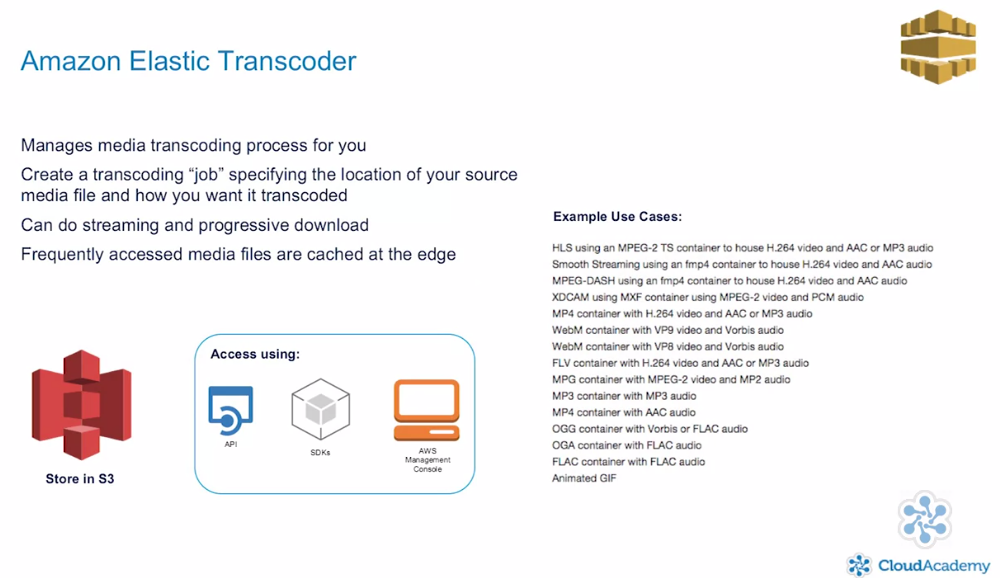 Amazon Elastic Transcoder
Manages media transcoding process for you
Create a transcoding “job” specifying the location of your source
media file and how you want it transcoded
Can do streaming and progressive download
Frequently accessed media files are cached at the edge
Store in S3
Access using:
API
SDKs
AWS
Management
Console
Example Use Cases:
HLS using an MPEG-2 TS container to house H.264 video and AAC or MP3 audio
Smooth Streaming using an fmp4 container to house H.264 video and AAC audio
MPEG-DASH using an fmp4 container to house H.264 video and AAC audio
XDCAM using MXF container using MPEG-2 video and PCM audio
MP4 container with H.264 video and AAC or MP3 audio
WebM container with VP9 video and Vorbis audio
WebM container with VP8 video and Vorbis audio
FLV container with H.264 video and AAC or MP3 audio
MPG container with MPEG-2 video and MP2 audio
MP3 container with MP3 audio
MP4 container with AAC audio
OGG container with Vorbis or FLAC audio
OGA container with FLAC audio
FLAC container with FLAC audio
Animated GIF
CloudAcademy